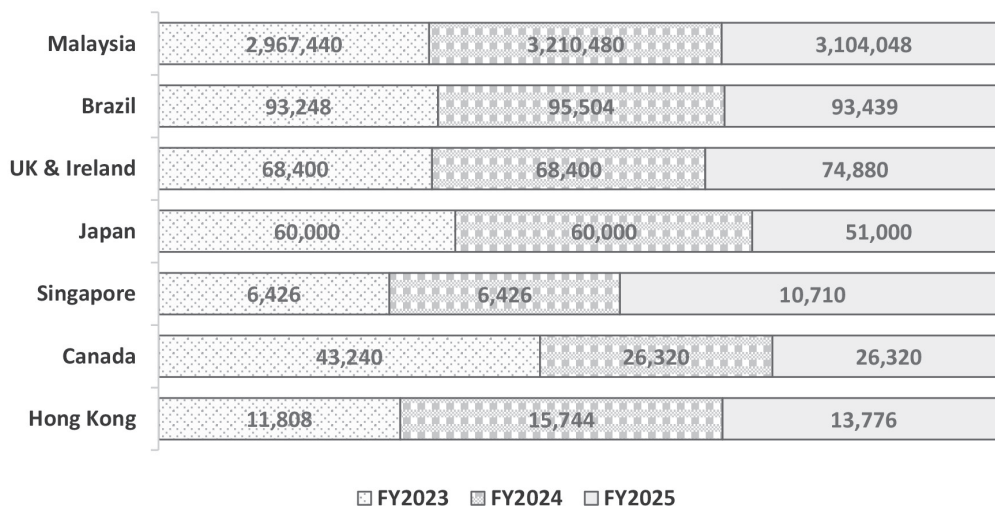 Malaysia 2,967,440 3,210,480 3,104,048
Brazil 93,248 95,504 93,439
UK & Ireland 68,400 68,400 74,880
Japan 60,000 60,000 51,000
Singapore 6,426 6,426 10,710
Canada 43,240 26,320 26,320
Hong Kong 11,808 15,744 13,776
FY2023 FY2024 FY2025